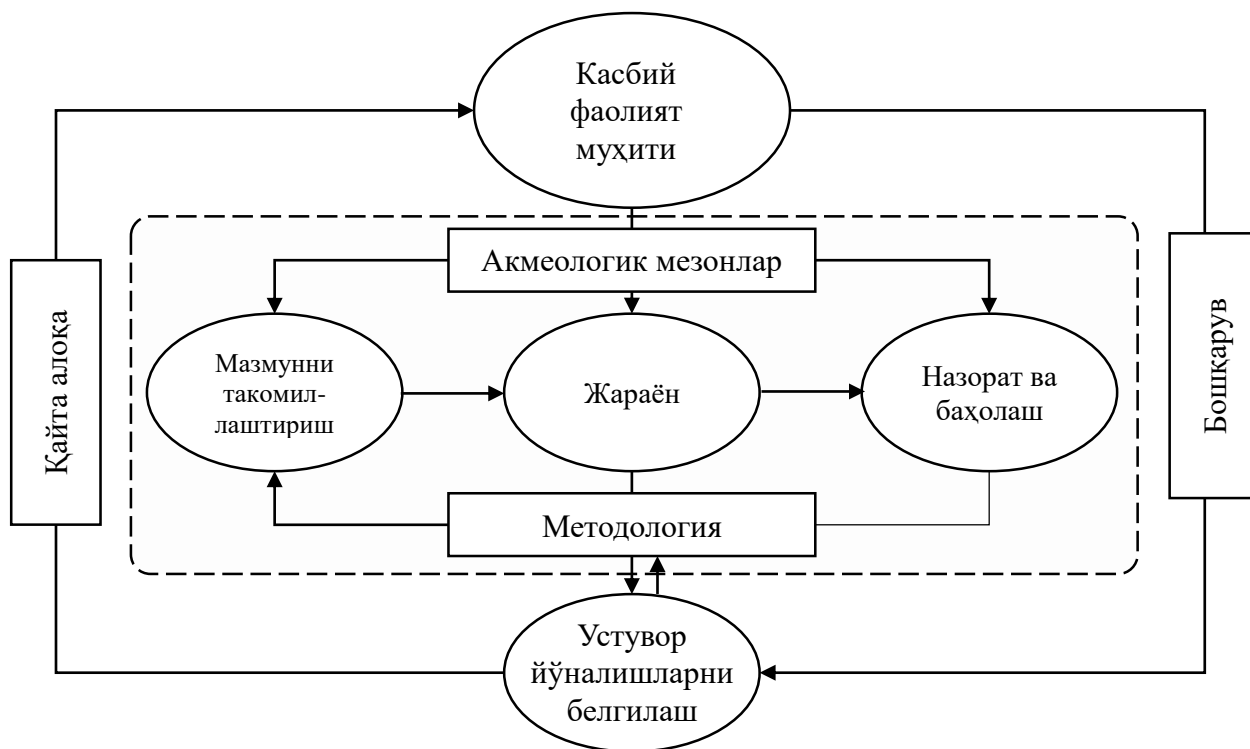 Касбий
фаолият
муҳити
Акмеологик мезонлар
Қайта алоқа
Бошқарув
Мазмунни
такомил-
лаштириш
Жараён
Назорат ва
баҳолаш
Методология
Устувор
йўналишларни
белгилаш